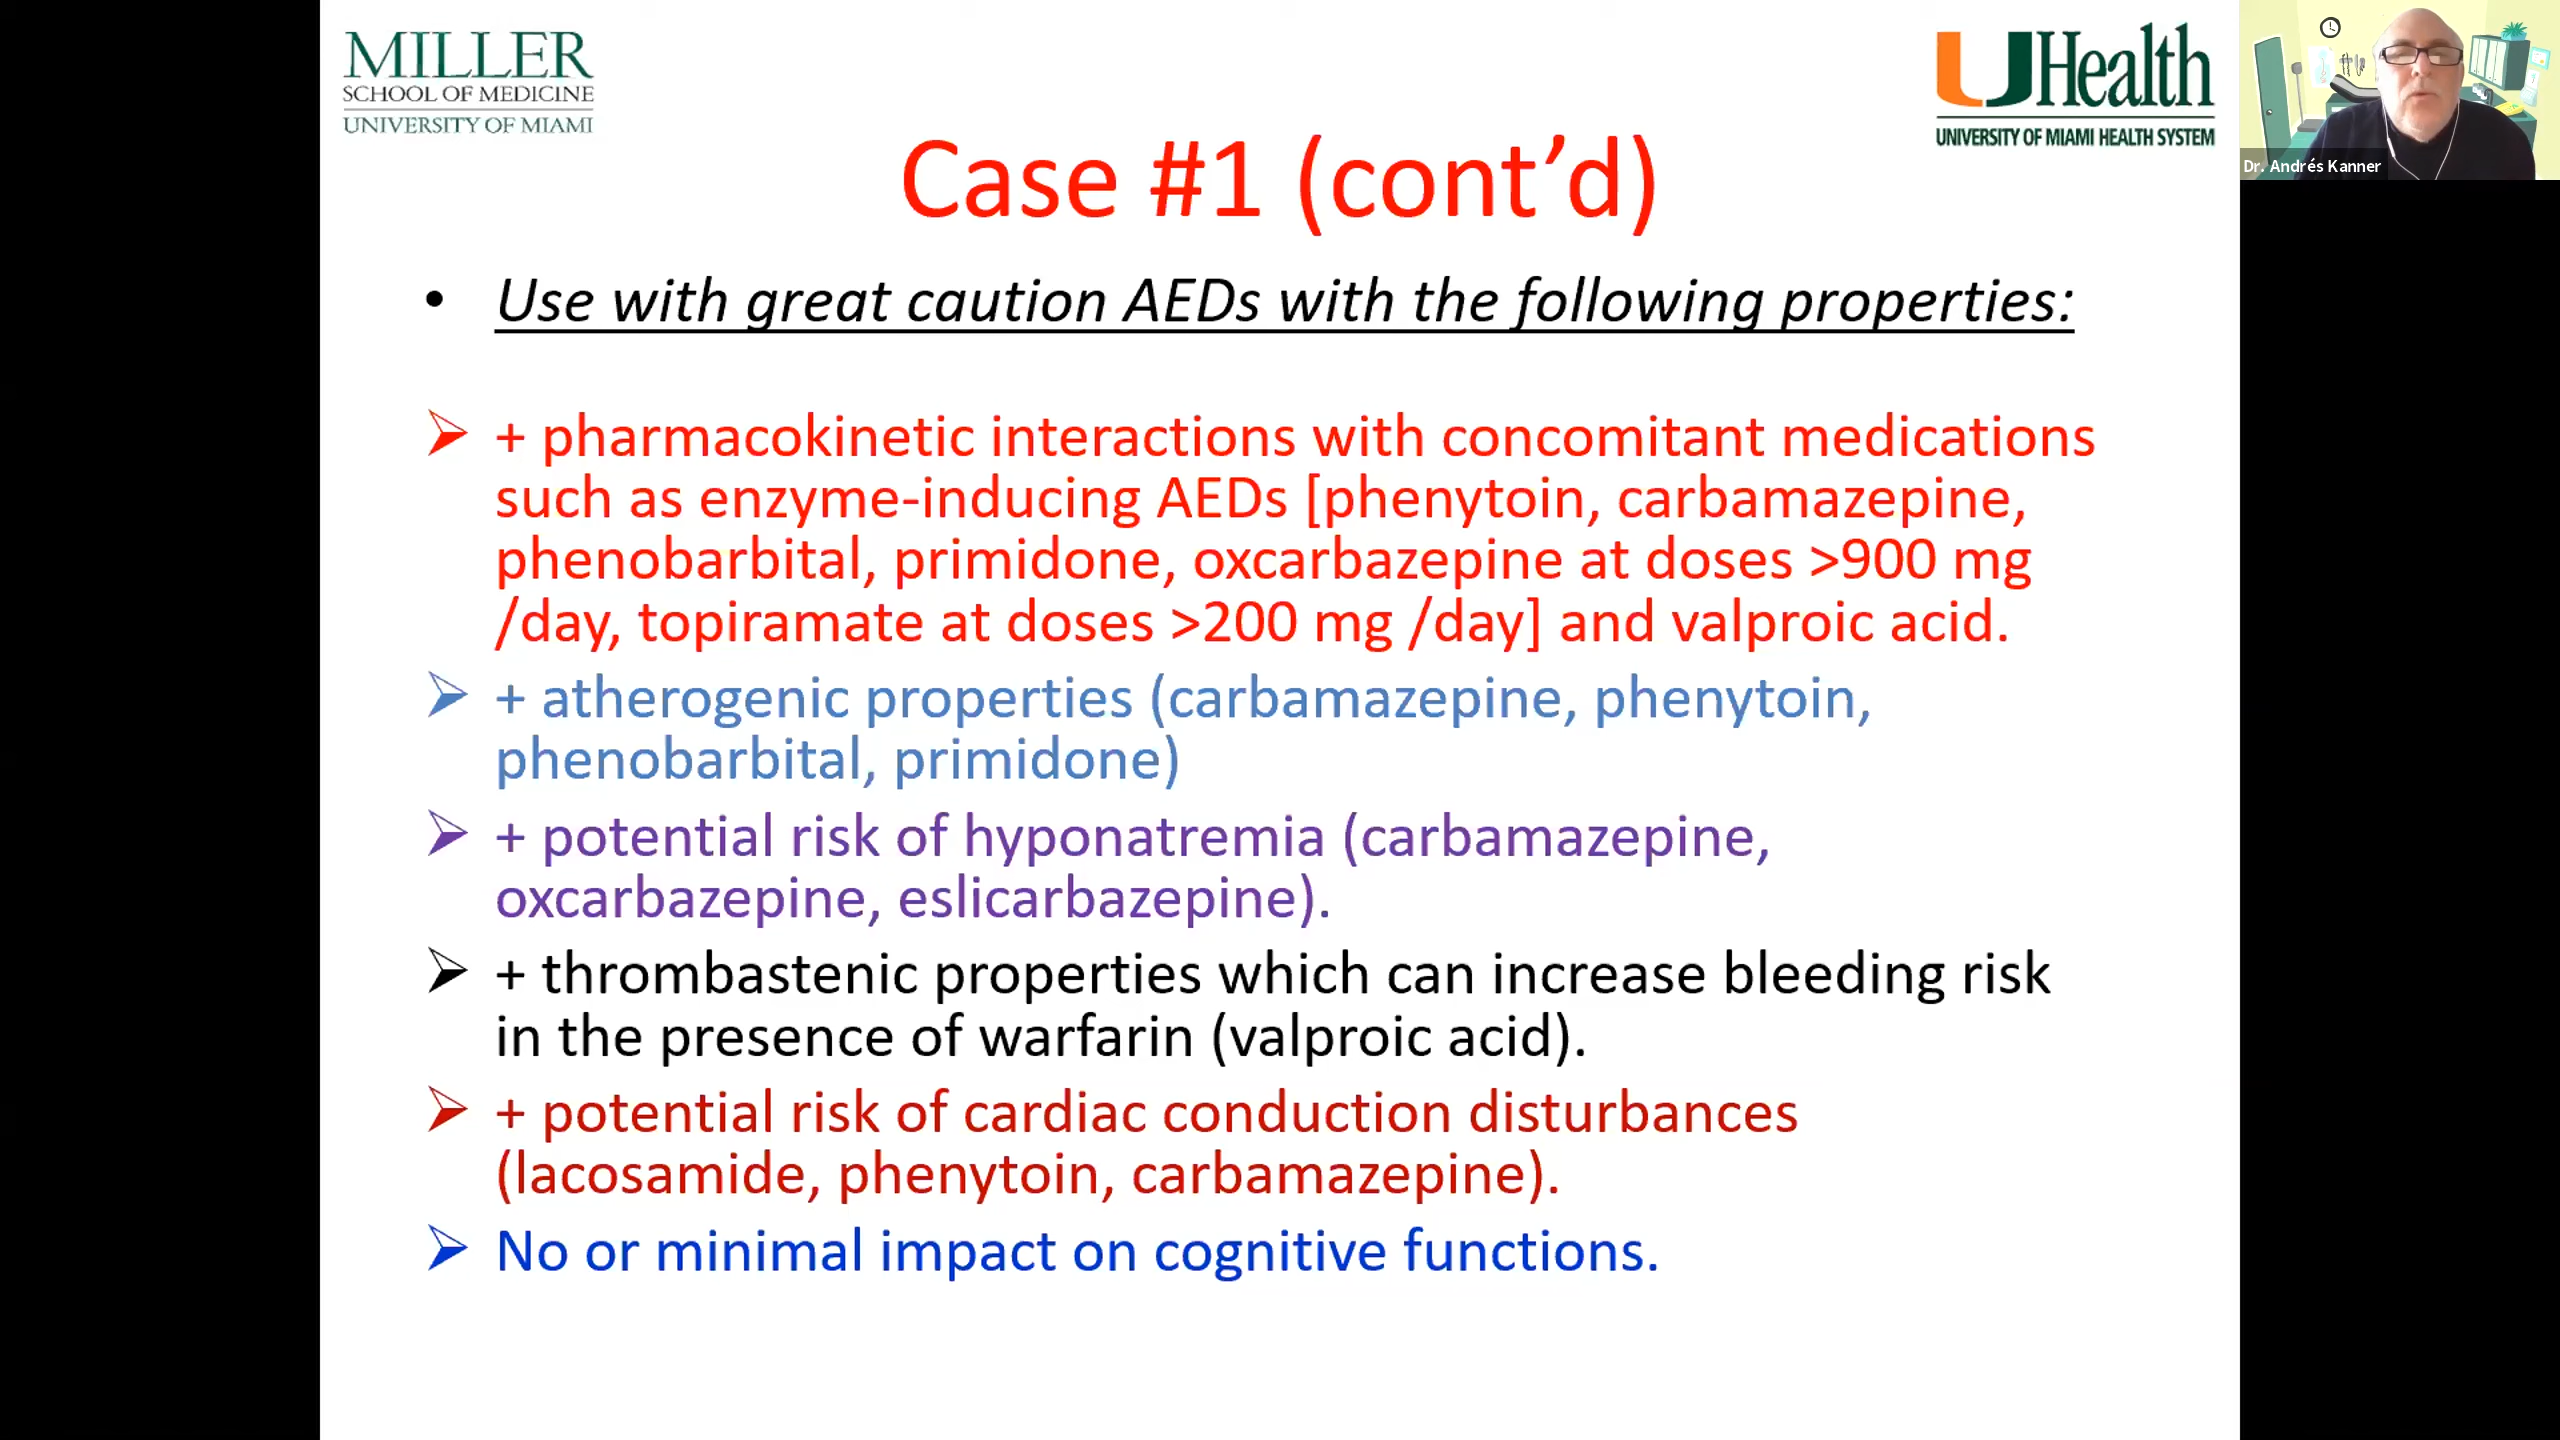 MILLER
SCHOOL OF MEDICINE
UNIVERSITY OF MIAMI
UHealth
UNIVERSITY OF MIAMI HEALTH SYSTEM
Dr. Andrés Kanner
Case #1 (cont’d)
• Use with great caution AEDs with the following properties:
➢ + pharmacokinetic interactions with concomitant medications
such as enzyme-inducing AEDs [phenytoin, carbamazepine,
phenobarbital, primidone, oxcarbazepine at doses >900 mg
/day, topiramate at doses >200 mg /day] and valproic acid.
➢ + atherogenic properties (carbamazepine, phenytoin,
phenobarbital, primidone)
➢ + potential risk of hyponatremia (carbamazepine,
oxcarbazepine, eslicarbazepine).
➢ + thrombastenic properties which can increase bleeding risk
in the presence of warfarin (valproic acid).
➢ + potential risk of cardiac conduction disturbances
(lacosamide, phenytoin, carbamazepine).
➢ No or minimal impact on cognitive functions.